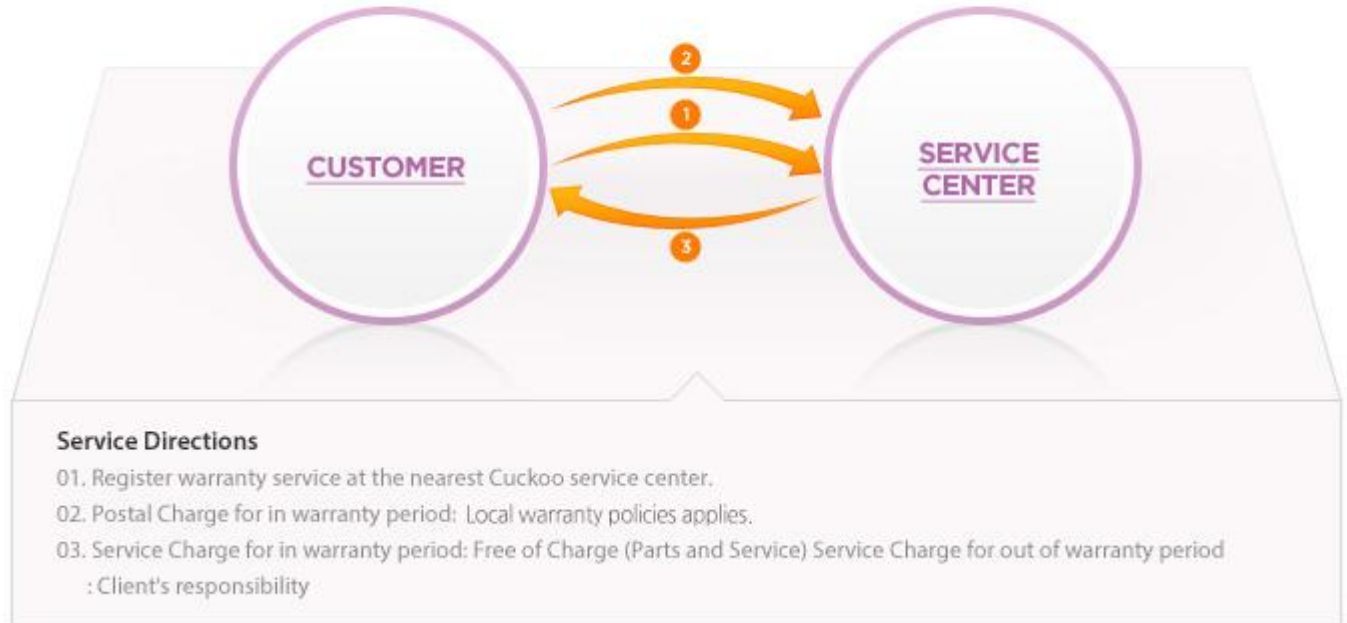 2
1
CUSTOMER
SERVICE
CENTER
3
Service Directions
01. Register warranty service at the nearest Cuckoo service center.
02. Postal Charge for in warranty period: Local warranty policies applies.
03. Service Charge for in warranty period: Free of Charge (Parts and Service) Service Charge for out of warranty period
: Client's responsibility